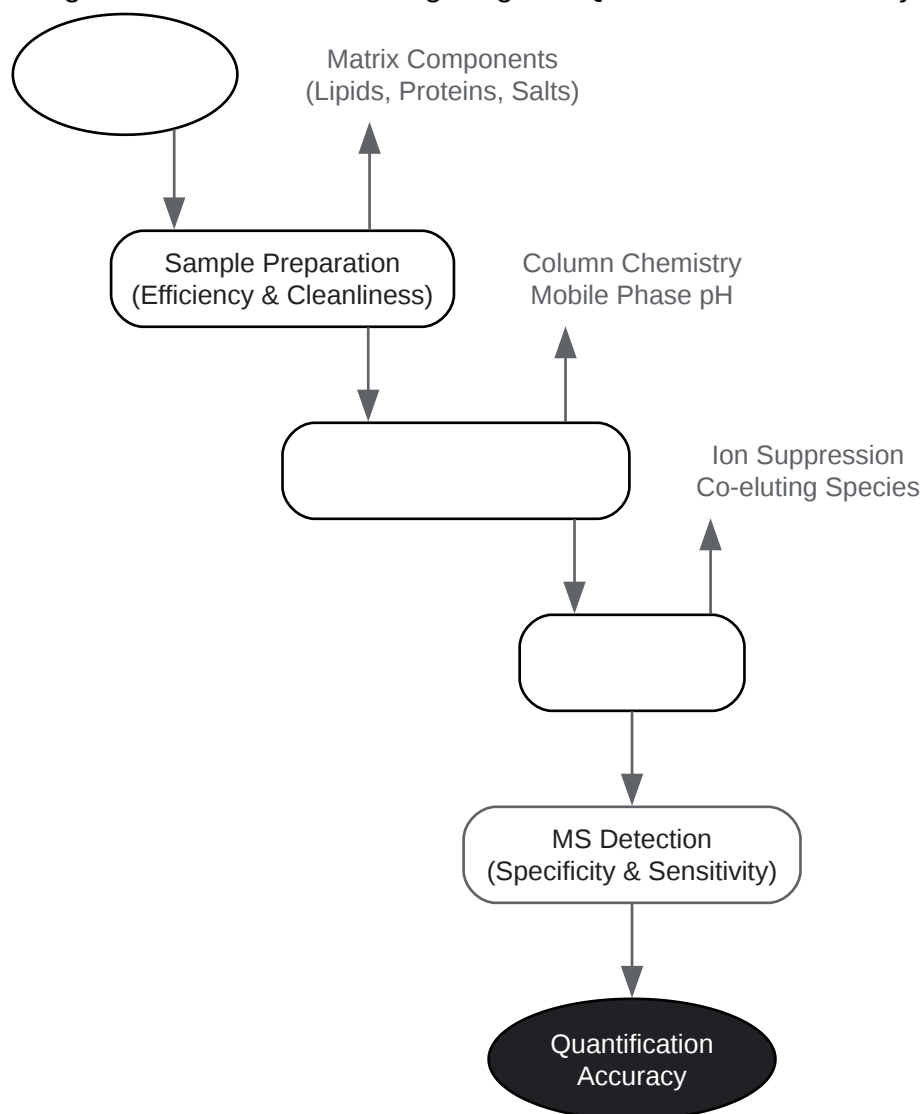 Matrix Components
(Lipids, Proteins, Salts)
Sample Preparation
(Efficiency & Cleanliness)
Column Chemistry
Mobile Phase pH
Ion Suppression
Co-eluting Species
MS Detection
(Specificity & Sensitivity)
Quantification
Accuracy